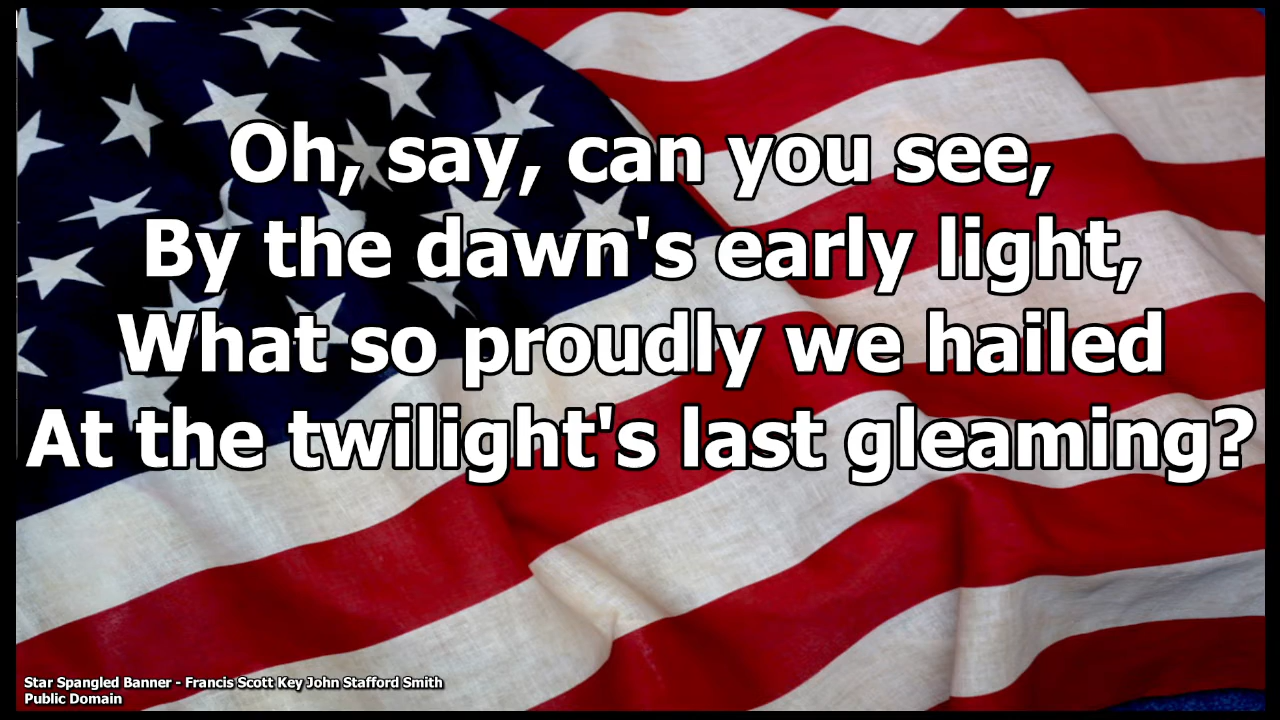 Oh, say, can you see,
By the dawn's early light,
What so proudly we hailed
At the twilight's last gleaming?
Star Spangled Banner - Francis Scott Key John Stafford Smith
Public Domain